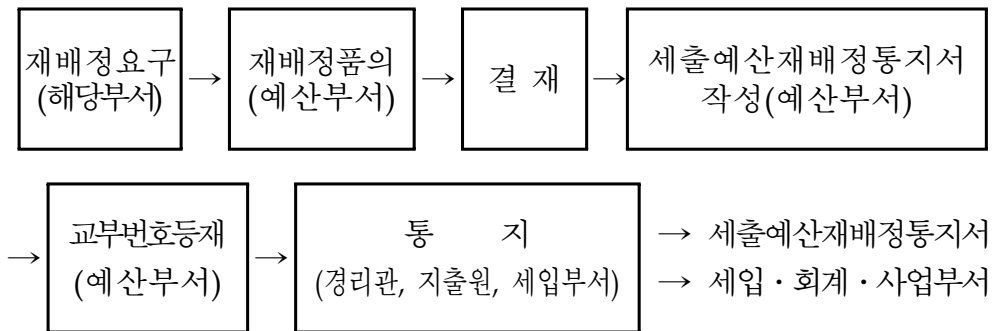 재배정요구 → 재배정품의 → 결 재 → 세출예산재배정통지서
(해당부서) (예산부서) 작성(예산부서)
→ 교부번호등재 → 통 지 → 세출예산재배정통지서
(예산부서) (경리관, 지출원, 세입부서) → 세입·회계·사업부서